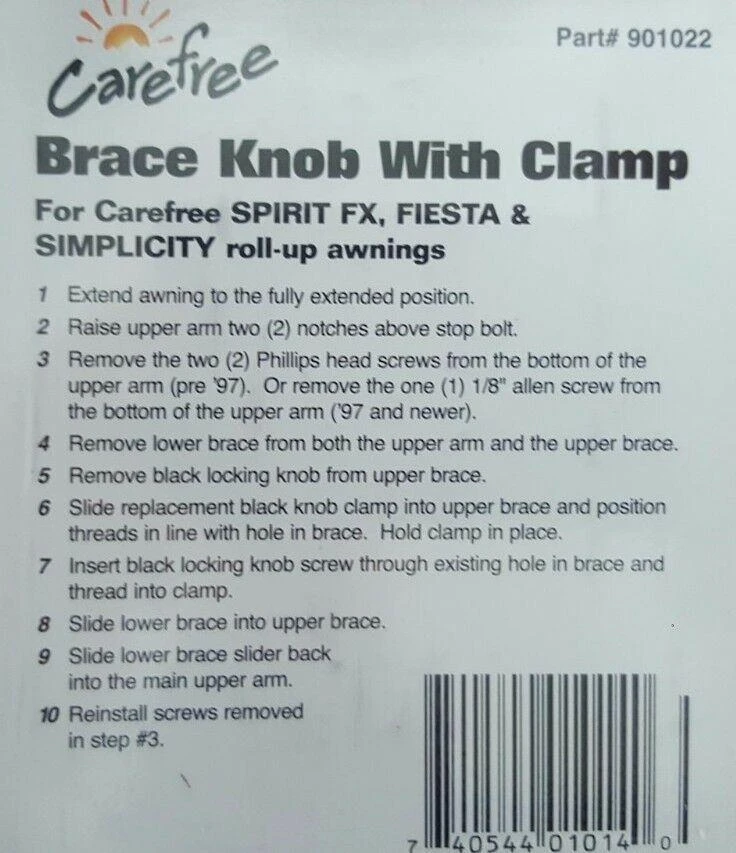 Carefree
Part# 901022
Brace Knob With Clamp
For Carefree SPIRIT FX, FIESTA &
SIMPLICITY roll-up awnings
1 Extend awning to the fully extended position.
2 Raise upper arm two (2) notches above stop bolt.
3 Remove the two (2) Phillips head screws from the bottom of the
upper arm (pre '97). Or remove the one (1) 1/8" allen screw from
the bottom of the upper arm ('97 and newer).
4 Remove lower brace from both the upper arm and the upper brace.
5 Remove black locking knob from upper brace.
6 Slide replacement black knob clamp into upper brace and position
threads in line with hole in brace. Hold clamp in place.
7 Insert black locking knob screw through existing hole in brace and
thread into clamp.
8 Slide lower brace into upper brace.
9 Slide lower brace slider back
into the main upper arm.
10 Reinstall screws removed
in step #3.
7 40544 01014 0